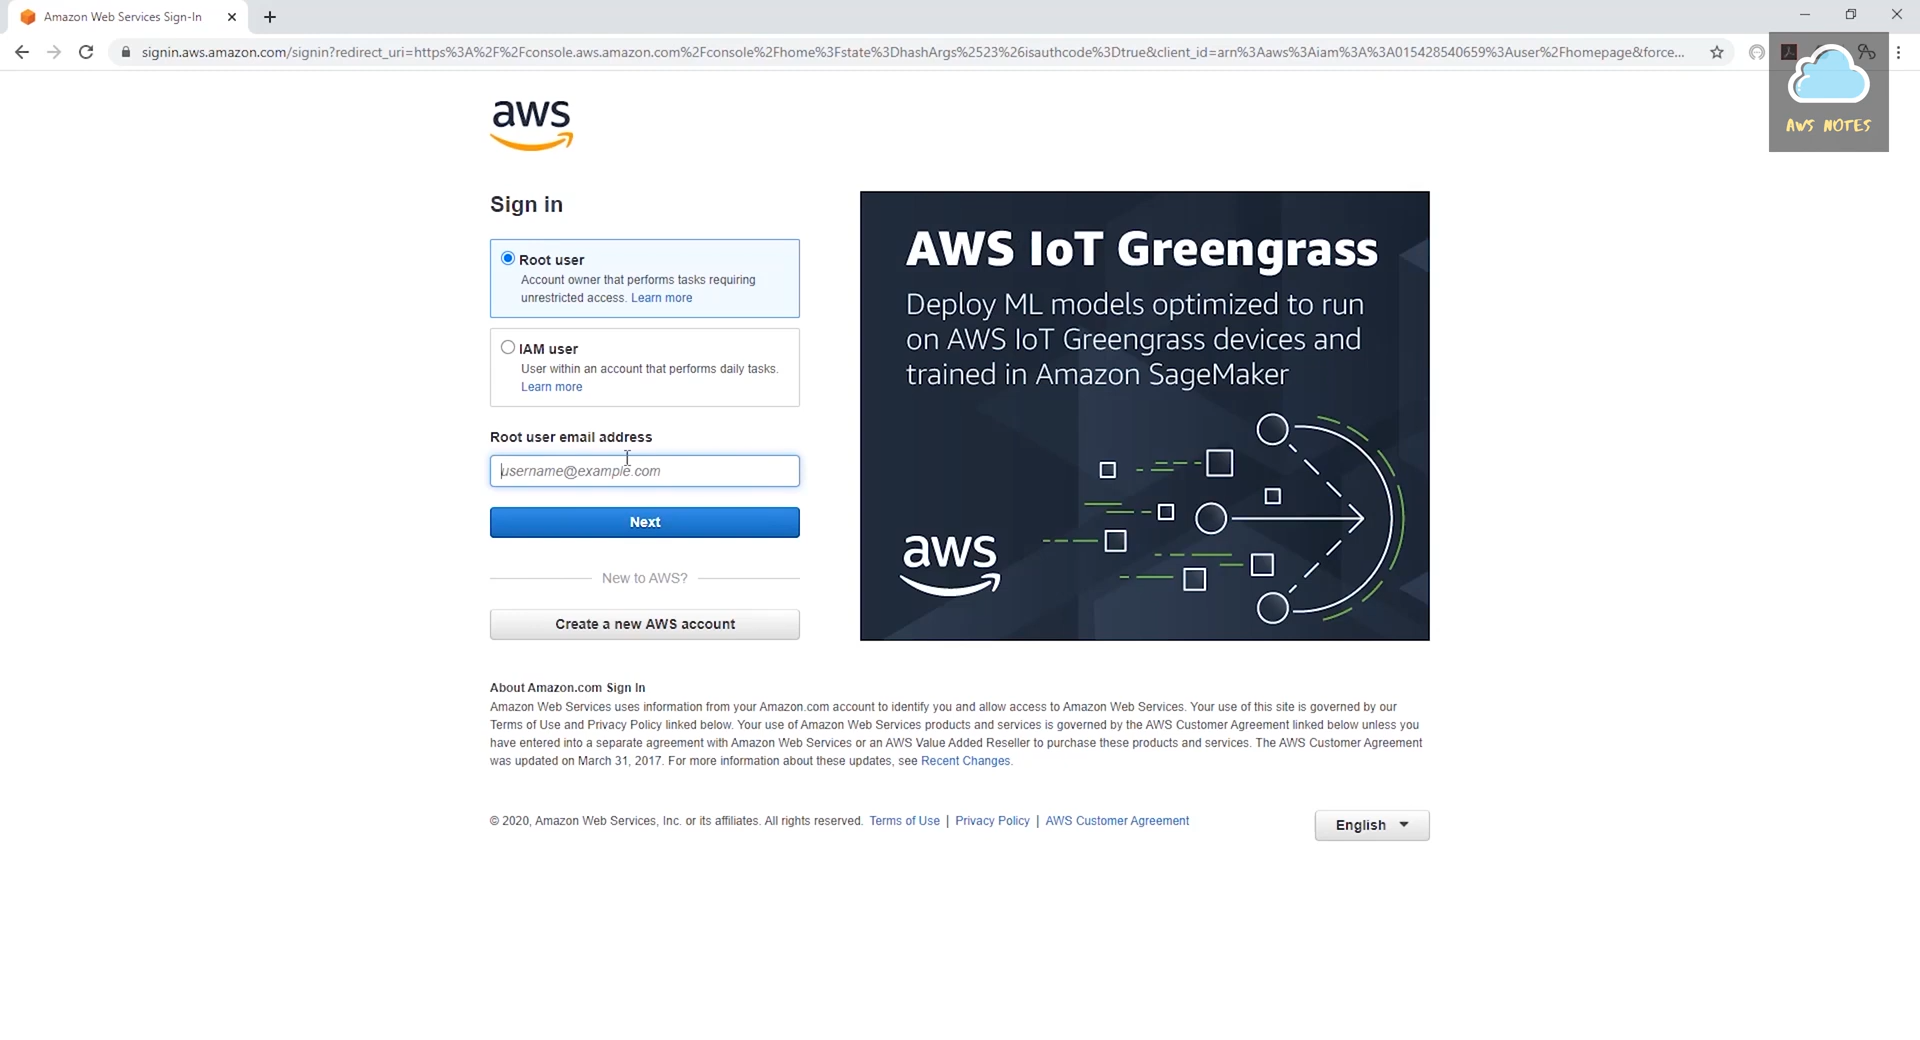 Amazon Web Services Sign-In
signin.aws.amazon.com/signin?redirect_uri=https%3A%2F%2Fconsole.aws.amazon.com%2Fconsole%2Fhome%3Fstate%3DhashArgs%2523%26isauthcode%3Dtrue&client_id=arn%3Aaws%3Aiam%3A%3A015428540659%3Auser%2Fhomepage&force...
AWS NOTES
aws
Sign in
Root user
Account owner that performs tasks requiring
unrestricted access. Learn more
IAM user
User within an account that performs daily tasks.
Learn more
Root user email address
username@example.com
Next
New to AWS?
Create a new AWS account
AWS IoT Greengrass
Deploy ML models optimized to run
on AWS IoT Greengrass devices and
trained in Amazon SageMaker
aws
About Amazon.com Sign In
Amazon Web Services uses information from your Amazon.com account to identify you and allow access to Amazon Web Services. Your use of this site is governed by our
Terms of Use and Privacy Policy linked below. Your use of Amazon Web Services products and services is governed by the AWS Customer Agreement linked below unless you
have entered into a separate agreement with Amazon Web Services or an AWS Value Added Reseller to purchase these products and services. The AWS Customer Agreement
was updated on March 31, 2017. For more information about these updates, see Recent Changes.
© 2020, Amazon Web Services, Inc. or its affiliates. All rights reserved. Terms of Use | Privacy Policy | AWS Customer Agreement
English